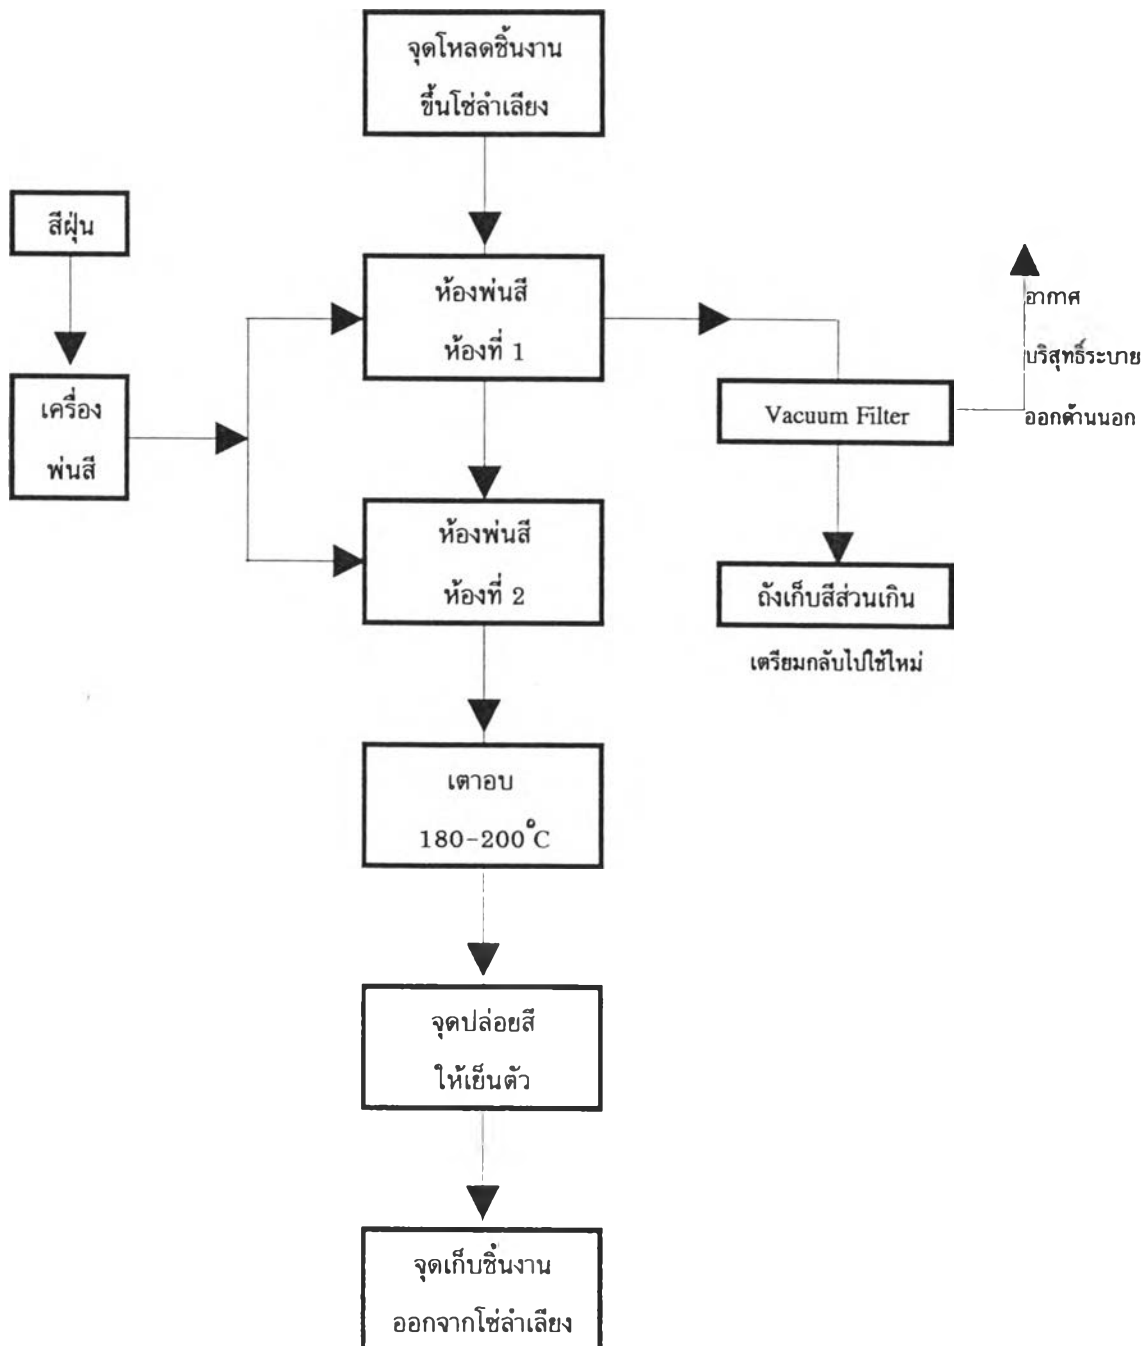 จุดโหลดชิ้นงาน
ขึ้นโซ่ลำเลียง
สีฝุ่น
เครื่อง
พ่นสี
ห้องพ่นสี
ห้องที่ 1
ห้องพ่นสี
ห้องที่ 2
Vacuum Filter
อากาศ
บริสุทธิ์ระบาย
ออกด้านนอก
ถังเก็บสีส่วนเกิน
เตรียมกลับไปใช้ใหม่
เตาอบ
180-200°C
จุดปล่อยสี
ให้เย็นตัว
จุดเก็บชิ้นงาน
ออกจากโซ่ลำเลียง